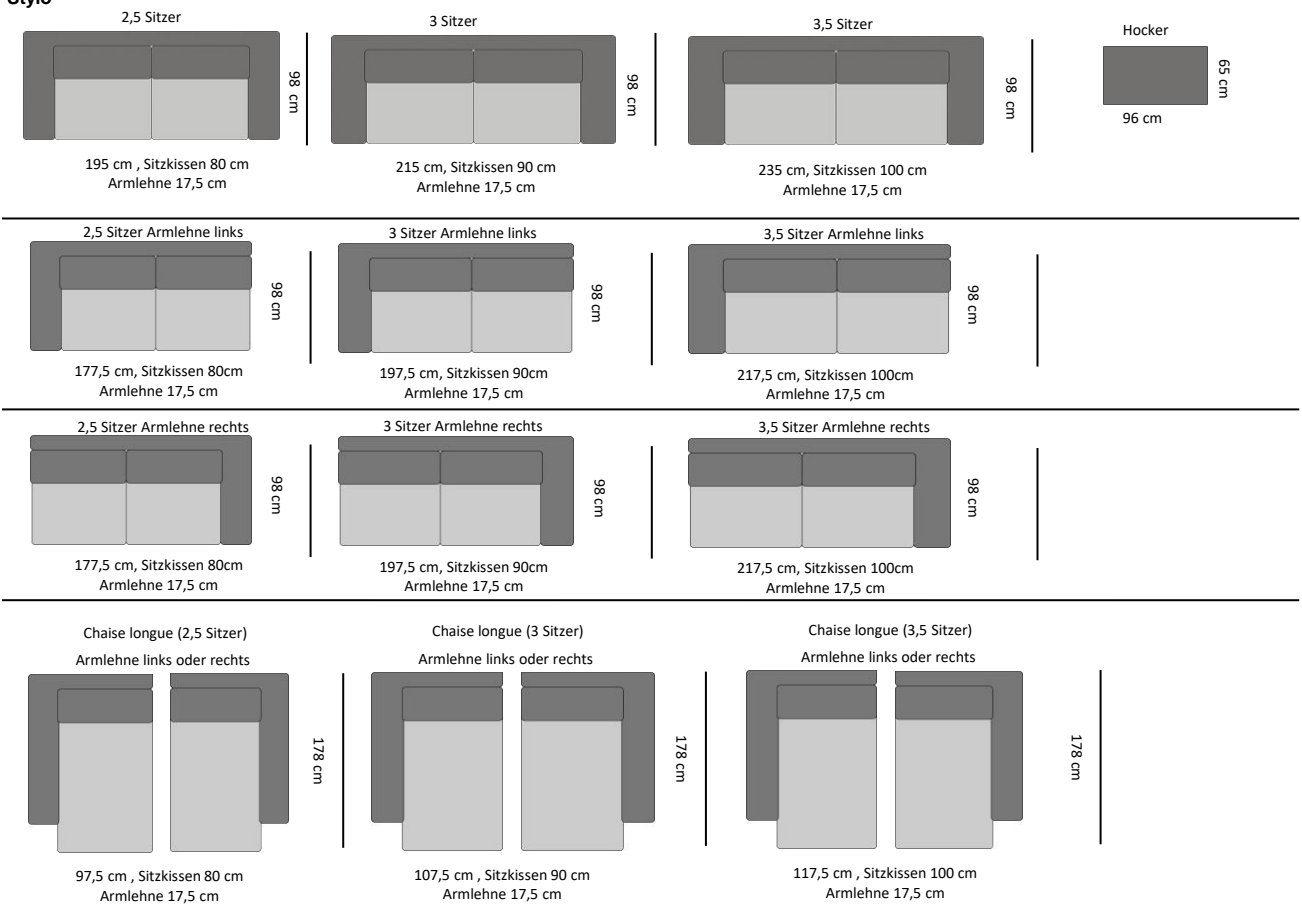 Stylo
2,5 Sitzer
3 Sitzer
3,5 Sitzer
Hocker
98 cm
98 cm
98 cm
65 cm
96 cm
195 cm , Sitzkissen 80 cm
Armlehne 17,5 cm
215 cm, Sitzkissen 90 cm
Armlehne 17,5 cm
235 cm, Sitzkissen 100 cm
Armlehne 17,5 cm
2,5 Sitzer Armlehne links
3 Sitzer Armlehne links
3,5 Sitzer Armlehne links
98 cm
98 cm
98 cm
177,5 cm, Sitzkissen 80cm
Armlehne 17,5 cm
197,5 cm, Sitzkissen 90cm
Armlehne 17,5 cm
217,5 cm, Sitzkissen 100cm
Armlehne 17,5 cm
2,5 Sitzer Armlehne rechts
3 Sitzer Armlehne rechts
3,5 Sitzer Armlehne rechts
98 cm
98 cm
98 cm
177,5 cm, Sitzkissen 80cm
Armlehne 17,5 cm
197,5 cm, Sitzkissen 90cm
Armlehne 17,5 cm
217,5 cm, Sitzkissen 100cm
Armlehne 17,5 cm
Chaise longue (2,5 Sitzer)
Armlehne links oder rechts
Chaise longue (3 Sitzer)
Armlehne links oder rechts
Chaise longue (3,5 Sitzer)
Armlehne links oder rechts
178 cm
178 cm
178 cm
97,5 cm , Sitzkissen 80 cm
Armlehne 17,5 cm
107,5 cm , Sitzkissen 90 cm
Armlehne 17,5 cm
117,5 cm , Sitzkissen 100 cm
Armlehne 17,5 cm